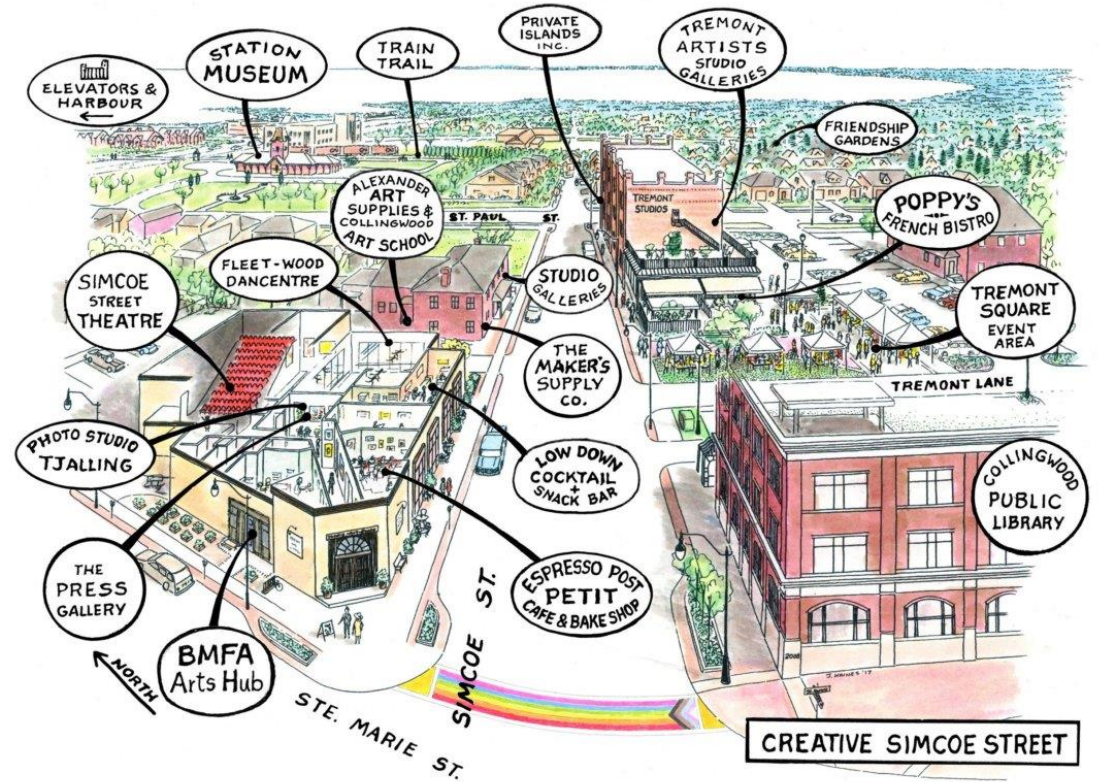 ELEVATORS &
HARBOUR
STATION
MUSEUM
TRAIN
TRAIL
PRIVATE
ISLANDS
INC.
TREMONT
ARTISTS
STUDIO
GALLERIES
FRIENDSHIP
GARDENS
ALEXANDER
ART
SUPPLIES &
COLLINGWOOD
ART SCHOOL
ST. PAUL ST.
TREMONT
STUDIOS
POPPY'S
FRENCH BISTRO
SIMCOE
STREET
THEATRE
FLEET-WOOD
DANCENTRE
STUDIO
GALLERIES
TREMONT
SQUARE
EVENT
AREA
THE
MAKER'S
SUPPLY
CO.
TREMONT LANE
PHOTO STUDIO
TJALLING
LOW DOWN
COCKTAIL
+
SNACK BAR
COLLINGWOOD
PUBLIC
LIBRARY
THE
PRESS
GALLERY
ESPRESSO POST
PETIT
CAFE & BAKE SHOP
BMFA
Arts Hub
NORTH
STE. MARIE ST.
SIMCOE ST.
J. HAINES '17
CREATIVE SIMCOE STREET